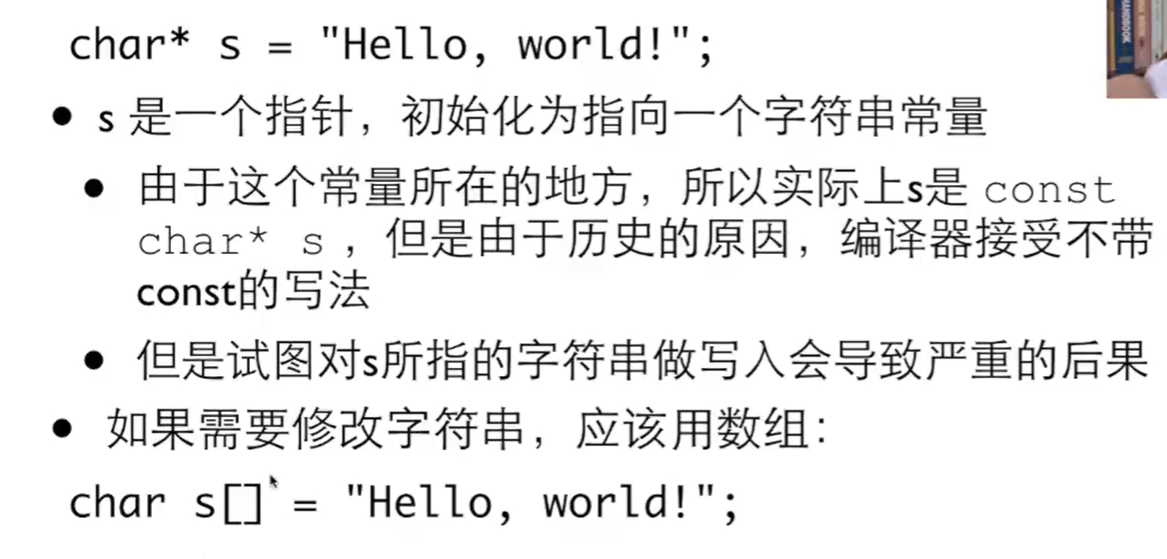 char* s = "Hello, world!";
• s 是一个指针，初始化为指向一个字符串常量
• 由于这个常量所在的地方，所以实际上s是 const
char* s ，但是由于历史的原因，编译器接受不带
const的写法
• 但是试图对s所指的字符串做写入会导致严重的后果
• 如果需要修改字符串，应该用数组：
char s[] = "Hello, world!";
HANDBOOK